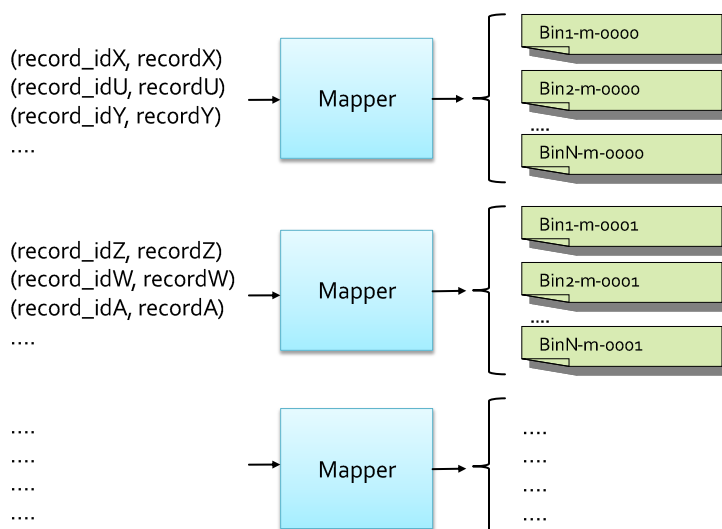 (record_idX, recordX)
(record_idU, recordU)
(record_idY, recordY)
....
Mapper
Bin1-m-0000
Bin2-m-0000
....
BinN-m-0000
(record_idZ, recordZ)
(record_idW, recordW)
(record_idA, recordA)
....
Mapper
Bin1-m-0001
Bin2-m-0001
....
BinN-m-0001
....
....
....
....
Mapper
....
....
....
....